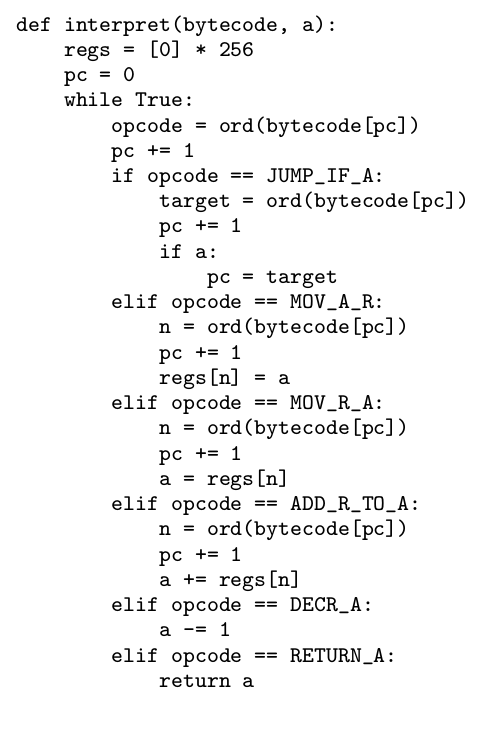 def interpret(bytecode, a):
    regs = [0] * 256
    pc = 0
    while True:
        opcode = ord(bytecode[pc])
        pc += 1
        if opcode == JUMP_IF_A:
            target = ord(bytecode[pc])
            pc += 1
            if a:
                pc = target
        elif opcode == MOV_A_R:
            n = ord(bytecode[pc])
            pc += 1
            regs[n] = a
        elif opcode == MOV_R_A:
            n = ord(bytecode[pc])
            pc += 1
            a = regs[n]
        elif opcode == ADD_R_TO_A:
            n = ord(bytecode[pc])
            pc += 1
            a += regs[n]
        elif opcode == DECR_A:
            a -= 1
        elif opcode == RETURN_A:
            return a